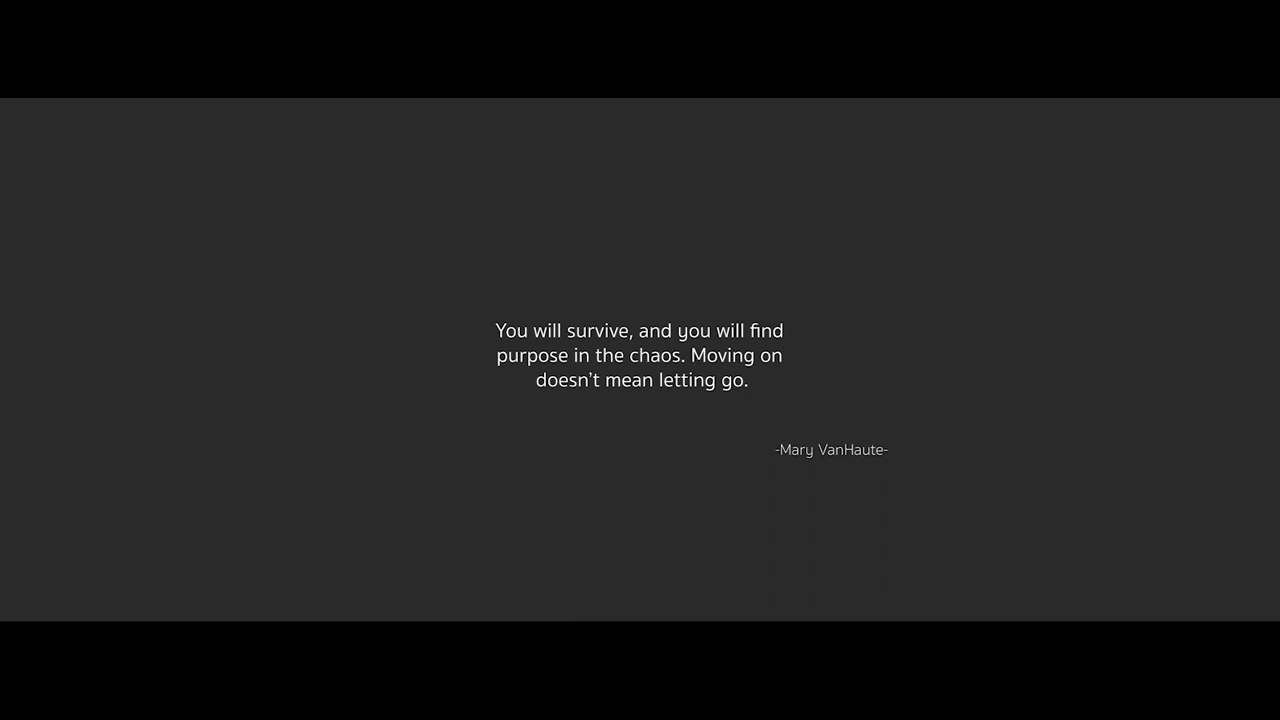 You will survive, and you will find
purpose in the chaos. Moving on
doesn’t mean letting go.
-Mary VanHaute-